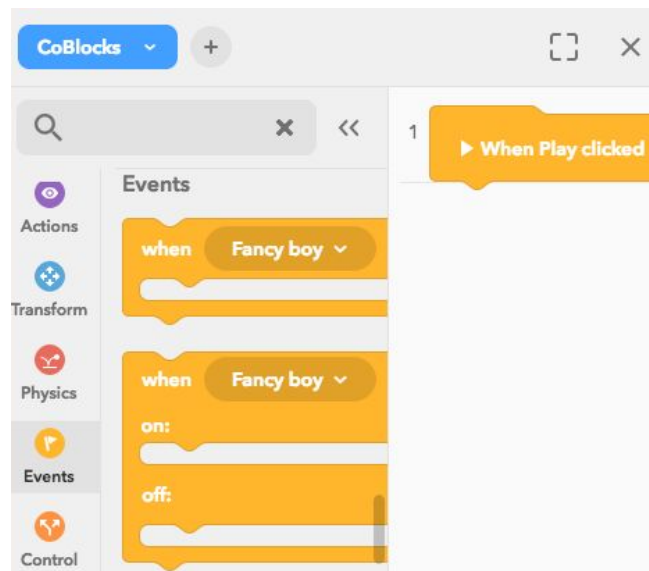 CoBlocks
1
When Play clicked
Events
Actions
when Fancy boy
Transform
Physics
when Fancy boy
on:
Events
off:
Control